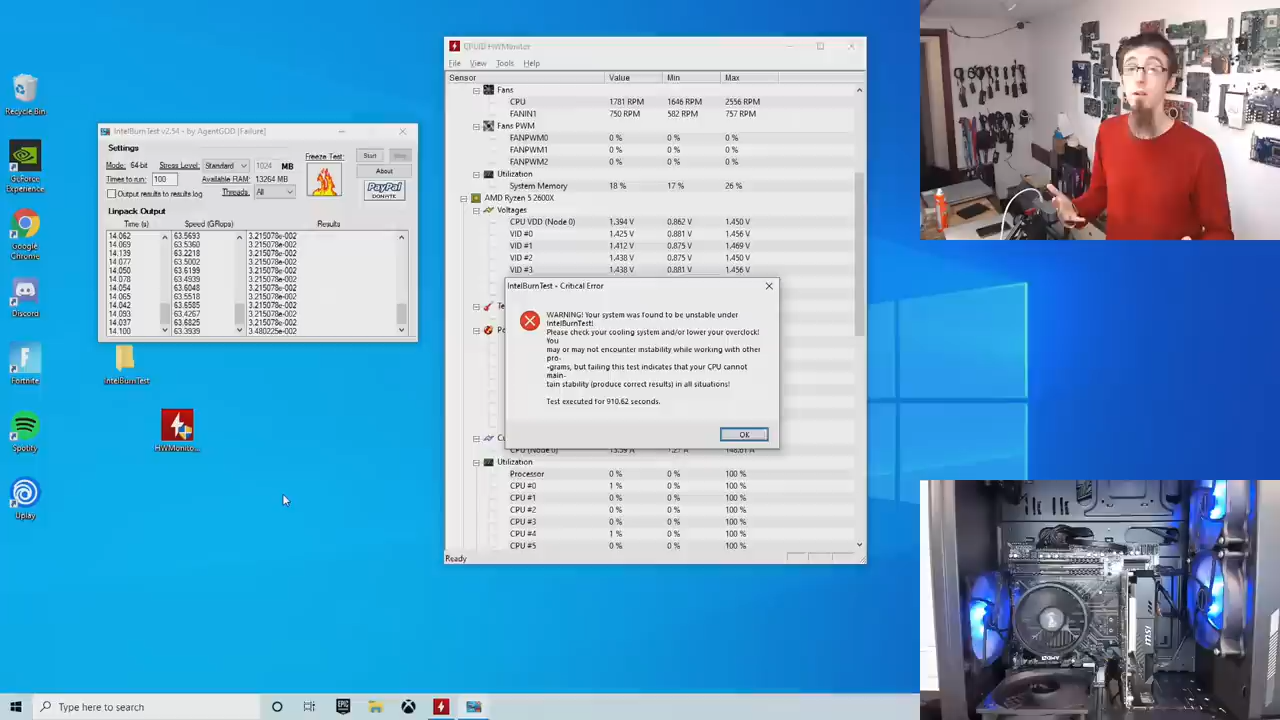 Recycle Bin
GeForce
Experience
Google
Chrome
Discord
Fortnite
Spotify
Uplay
IntelBurnTest
HWMonito...
IntelBurnTest v2.54 - by AgentGOD [Failure]
Settings
Mode: 64-bit Stress Level: Standard 1024 MB
Times to run: 100 Available RAM: 13264 MB
Output results to results log Threads: All
Freeze Test:
Start
About
PayPal
DONATE
Linpack Output
Time (s) Speed (GFlops) Results
14.062 63.5693 3.215078e-002
14.069 63.5360 3.215078e-002
14.139 63.2218 3.215078e-002
14.077 63.5002 3.215078e-002
14.050 63.6199 3.215078e-002
14.078 63.4939 3.215078e-002
14.054 63.6048 3.215078e-002
14.065 63.5518 3.215078e-002
14.042 63.6585 3.215078e-002
14.093 63.4267 3.215078e-002
14.037 63.6825 3.215078e-002
14.100 63.3939 3.480225e-002
CPUID HWMonitor
File View Tools Help
Sensor Value Min Max
Fans
CPU 1781 RPM 1646 RPM 2556 RPM
FANIN1 750 RPM 582 RPM 757 RPM
Fans PWM
FANPWM0 0 % 0 % 0 %
FANPWM1 0 % 0 % 0 %
FANPWM2 0 % 0 % 0 %
Utilization
System Memory 18 % 17 % 26 %
AMD Ryzen 5 2600X
Voltages
CPU VDD (Node 0) 1.394 V 0.862 V 1.450 V
VID #0 1.425 V 0.881 V 1.456 V
VID #1 1.412 V 0.875 V 1.469 V
VID #2 1.438 V 0.875 V 1.456 V
VID #3 1.438 V 0.881 V 1.456 V
IntelBurnTest - Critical Error
WARNING! Your system was found to be unstable under
IntelBurnTest!
Please check your cooling system and/or lower your overclock!
You
may or may not encounter instability while working with other
pro-
-grams, but failing this test indicates that your CPU cannot
main-
tain stability (produce correct results) in all situations!
Test executed for 910.62 seconds.
OK
Utilization
Processor 0 % 0 % 100 %
CPU #0 1 % 0 % 100 %
CPU #1 0 % 0 % 100 %
CPU #2 0 % 0 % 100 %
CPU #3 0 % 0 % 100 %
CPU #4 1 % 0 % 100 %
CPU #5 0 % 0 % 100 %
Ready
Type here to search
EPIC
msi